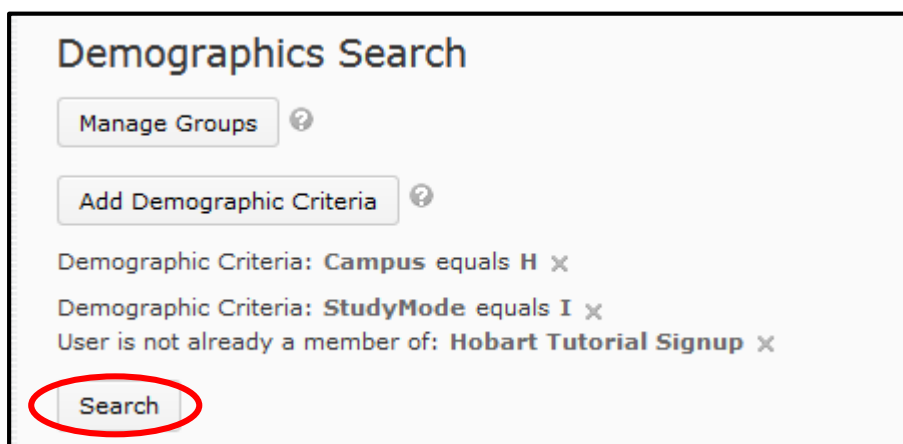 Demographics Search
Manage Groups
Add Demographic Criteria
Demographic Criteria: Campus equals H
Demographic Criteria: StudyMode equals I
User is not already a member of: Hobart Tutorial Signup
Search